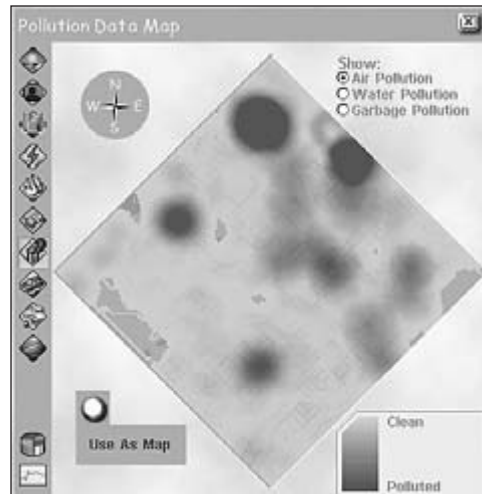 Pollution Data Map
Show:
Air Pollution
Water Pollution
Garbage Pollution
N
W E
S
Use As Map
Clean
Polluted